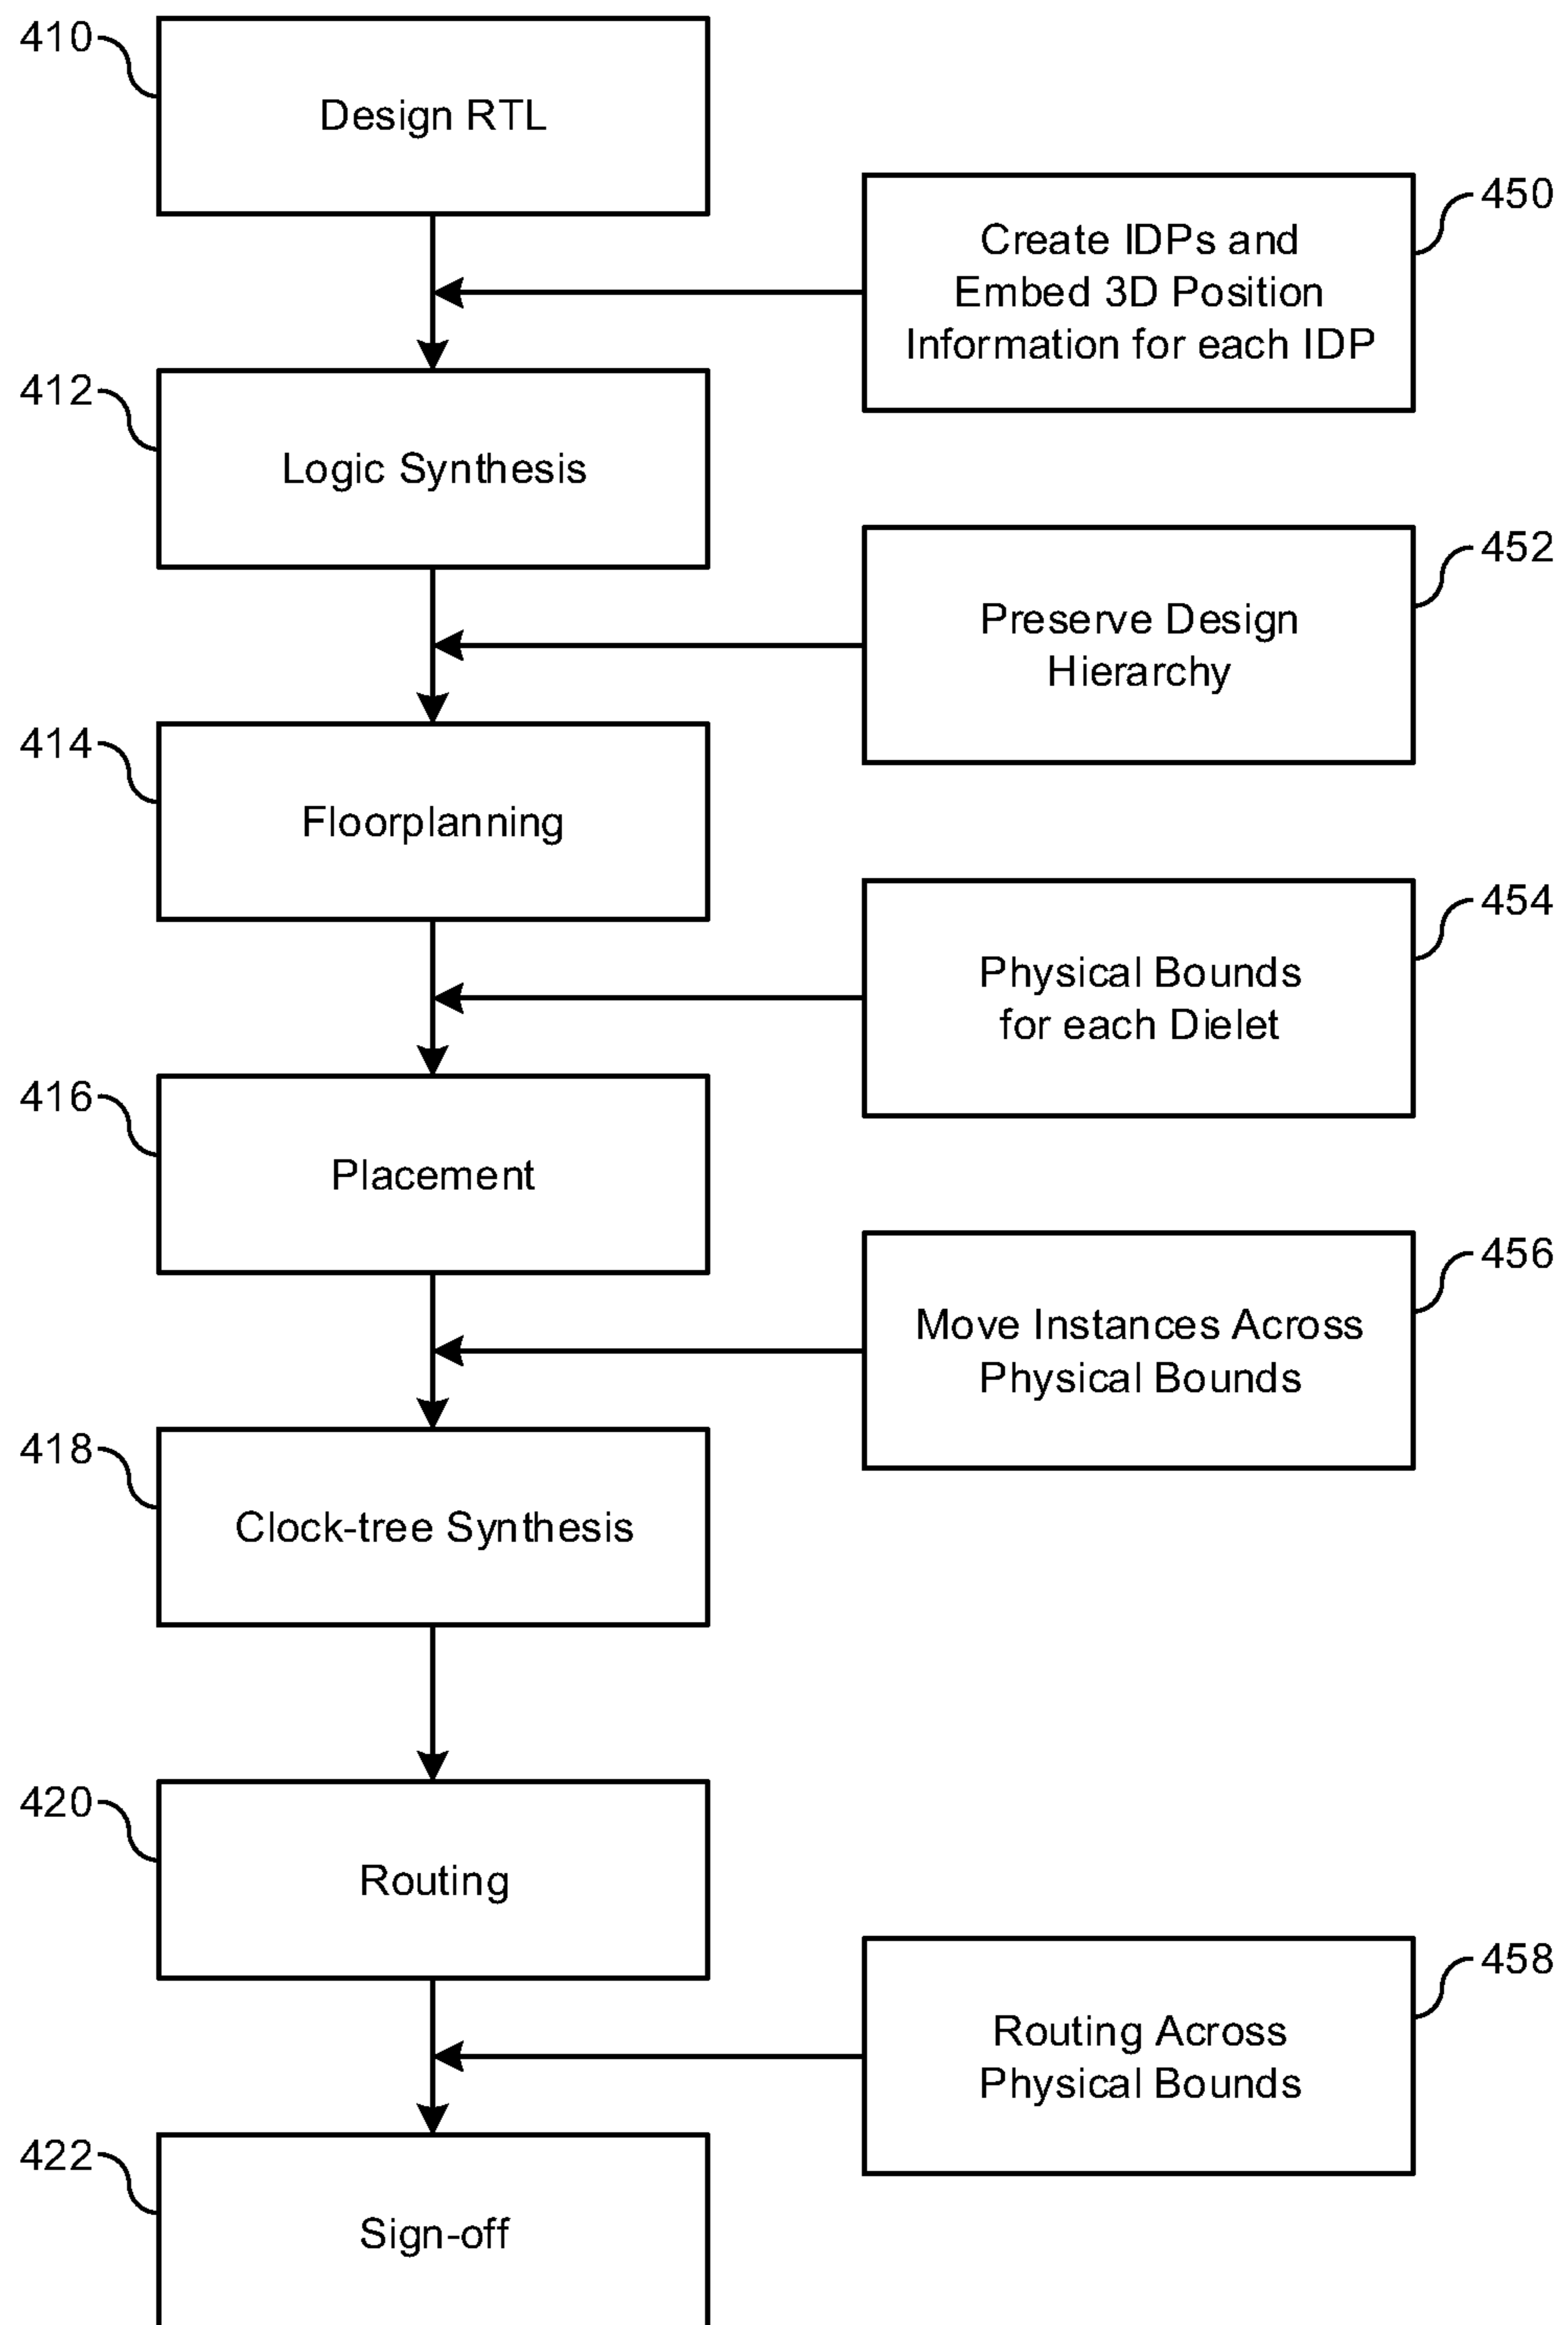 410
Design RTL
450
Create IDPs and
Embed 3D Position
Information for each IDP
412
Logic Synthesis
452
Preserve Design
Hierarchy
414
Floorplanning
454
Physical Bounds
for each Dielet
416
Placement
456
Move Instances Across
Physical Bounds
418
Clock-tree Synthesis
420
Routing
458
Routing Across
Physical Bounds
422
Sign-off